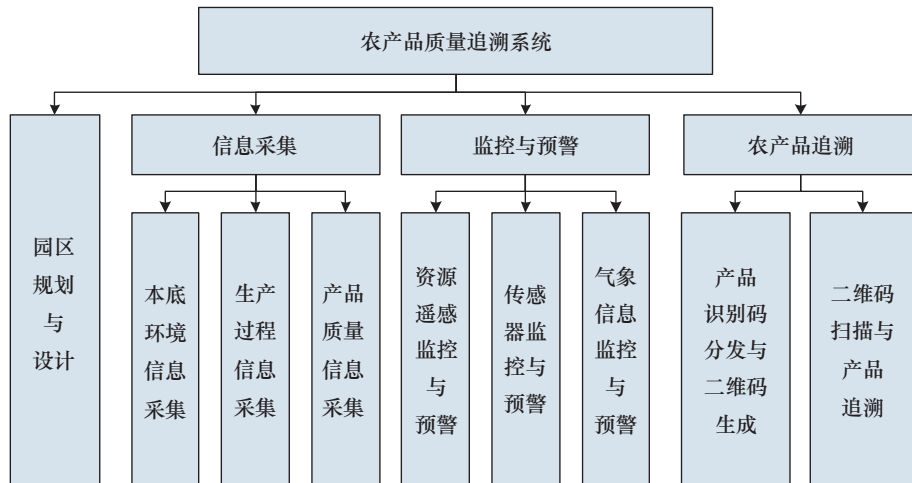 农产品质量追溯系统
园区
规划
与
设计
信息采集
监控与预警
农产品追溯
本底
环境
信息
采集
生产
过程
信息
采集
产品
质量
信息
采集
资源
遥感
监控
与
预警
传感
器监
控与
预警
气象
信息
监控
与
预警
产品
识别码
分发与
二维码
生成
二维码
扫描与
产品
追溯